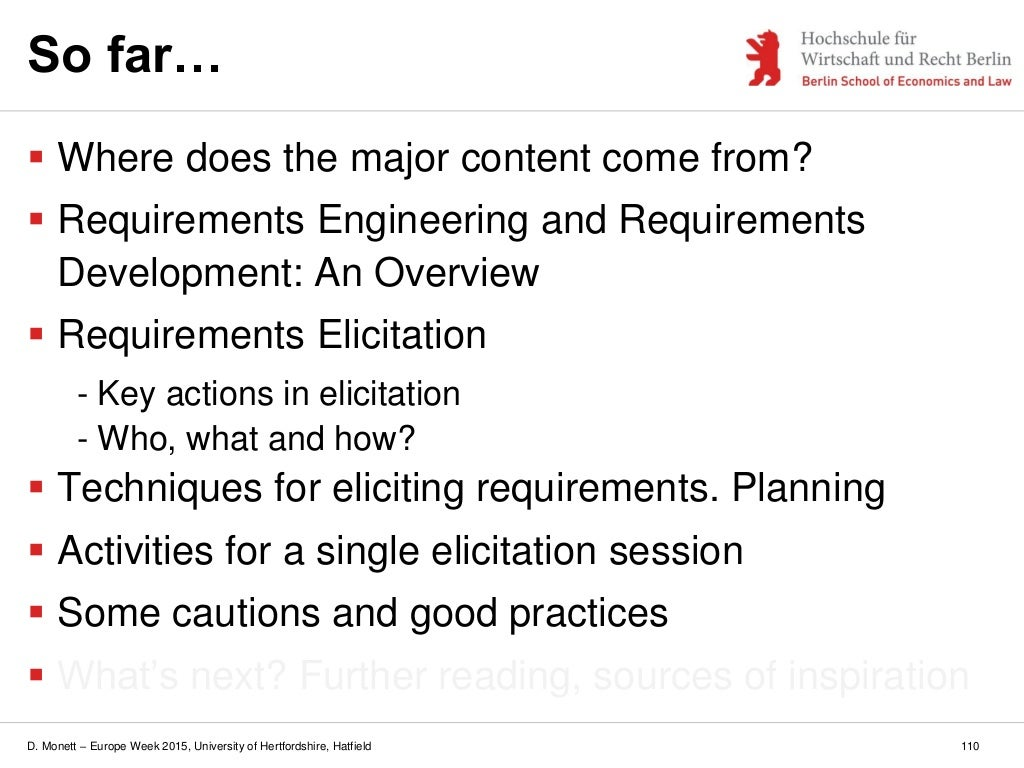 So far…
Hochschule für
Wirtschaft und Recht Berlin
Berlin School of Economics and Law
Where does the major content come from?
Requirements Engineering and Requirements
Development: An Overview
Requirements Elicitation
- Key actions in elicitation
- Who, what and how?
Techniques for eliciting requirements. Planning
Activities for a single elicitation session
Some cautions and good practices
What's next? Further reading, sources of inspiration
D. Monett – Europe Week 2015, University of Hertfordshire, Hatfield
110